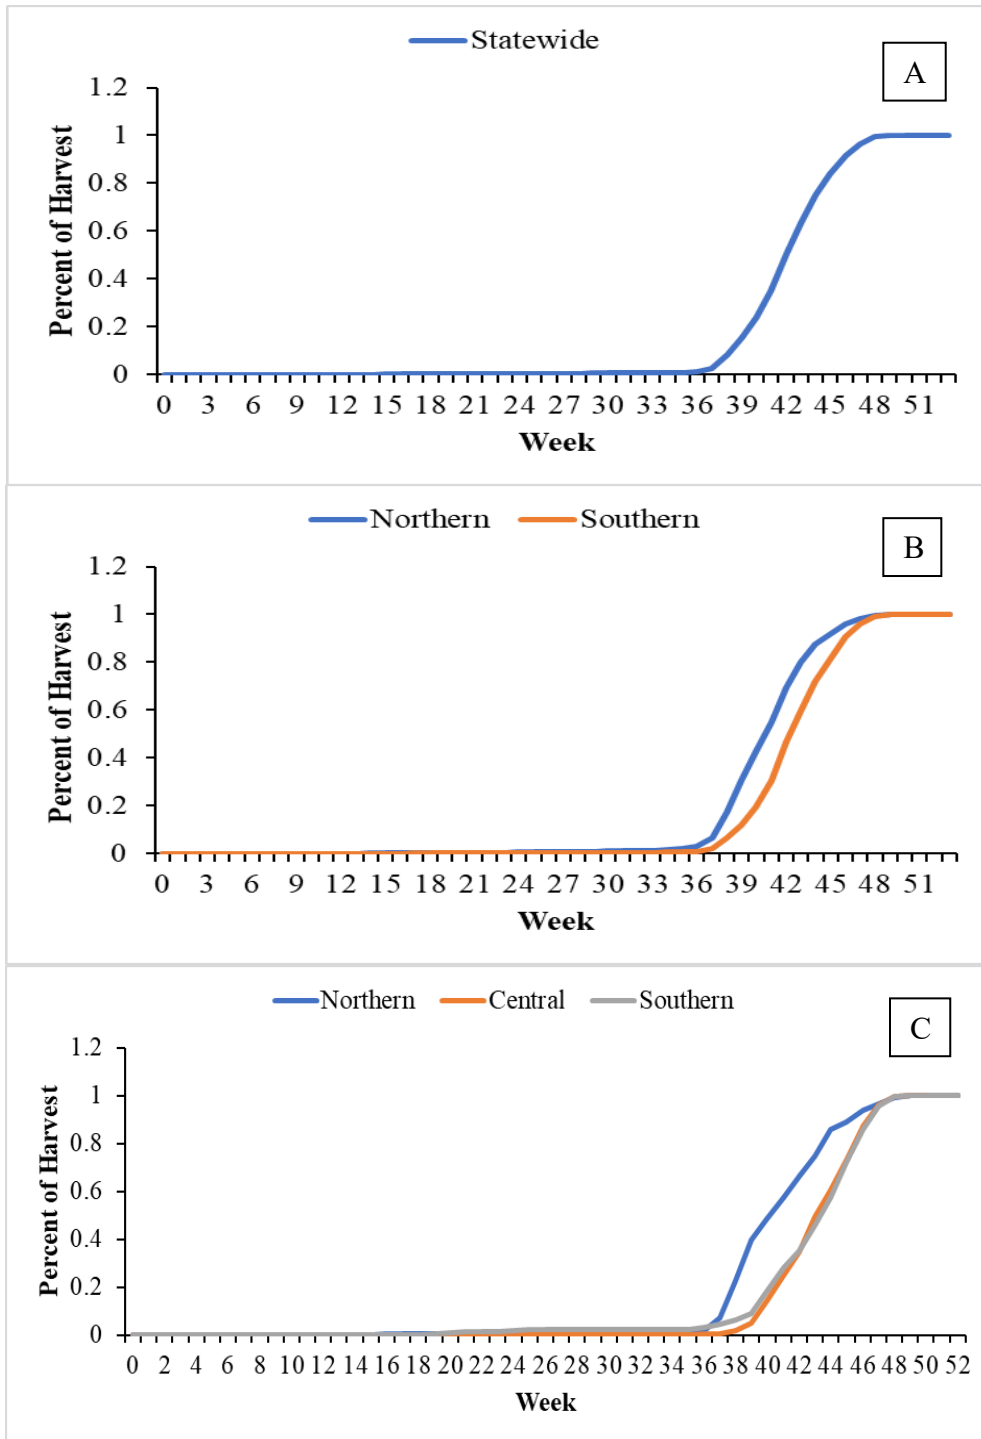 Statewide
A
1.2
1
0.8
0.6
0.4
0.2
0
Percent of Harvest
0 3 6 9 12 15 18 21 24 27 30 33 36 39 42 45 48 51
Week
Northern Southern
B
1.2
1
0.8
0.6
0.4
0.2
0
Percent of Harvest
0 3 6 9 12 15 18 21 24 27 30 33 36 39 42 45 48 51
Week
Northern Central Southern
C
1.2
1
0.8
0.6
0.4
0.2
0
Percent of Harvest
0 2 4 6 8 10 12 14 16 18 20 22 24 26 28 30 32 34 36 38 40 42 44 46 48 50 52
Week